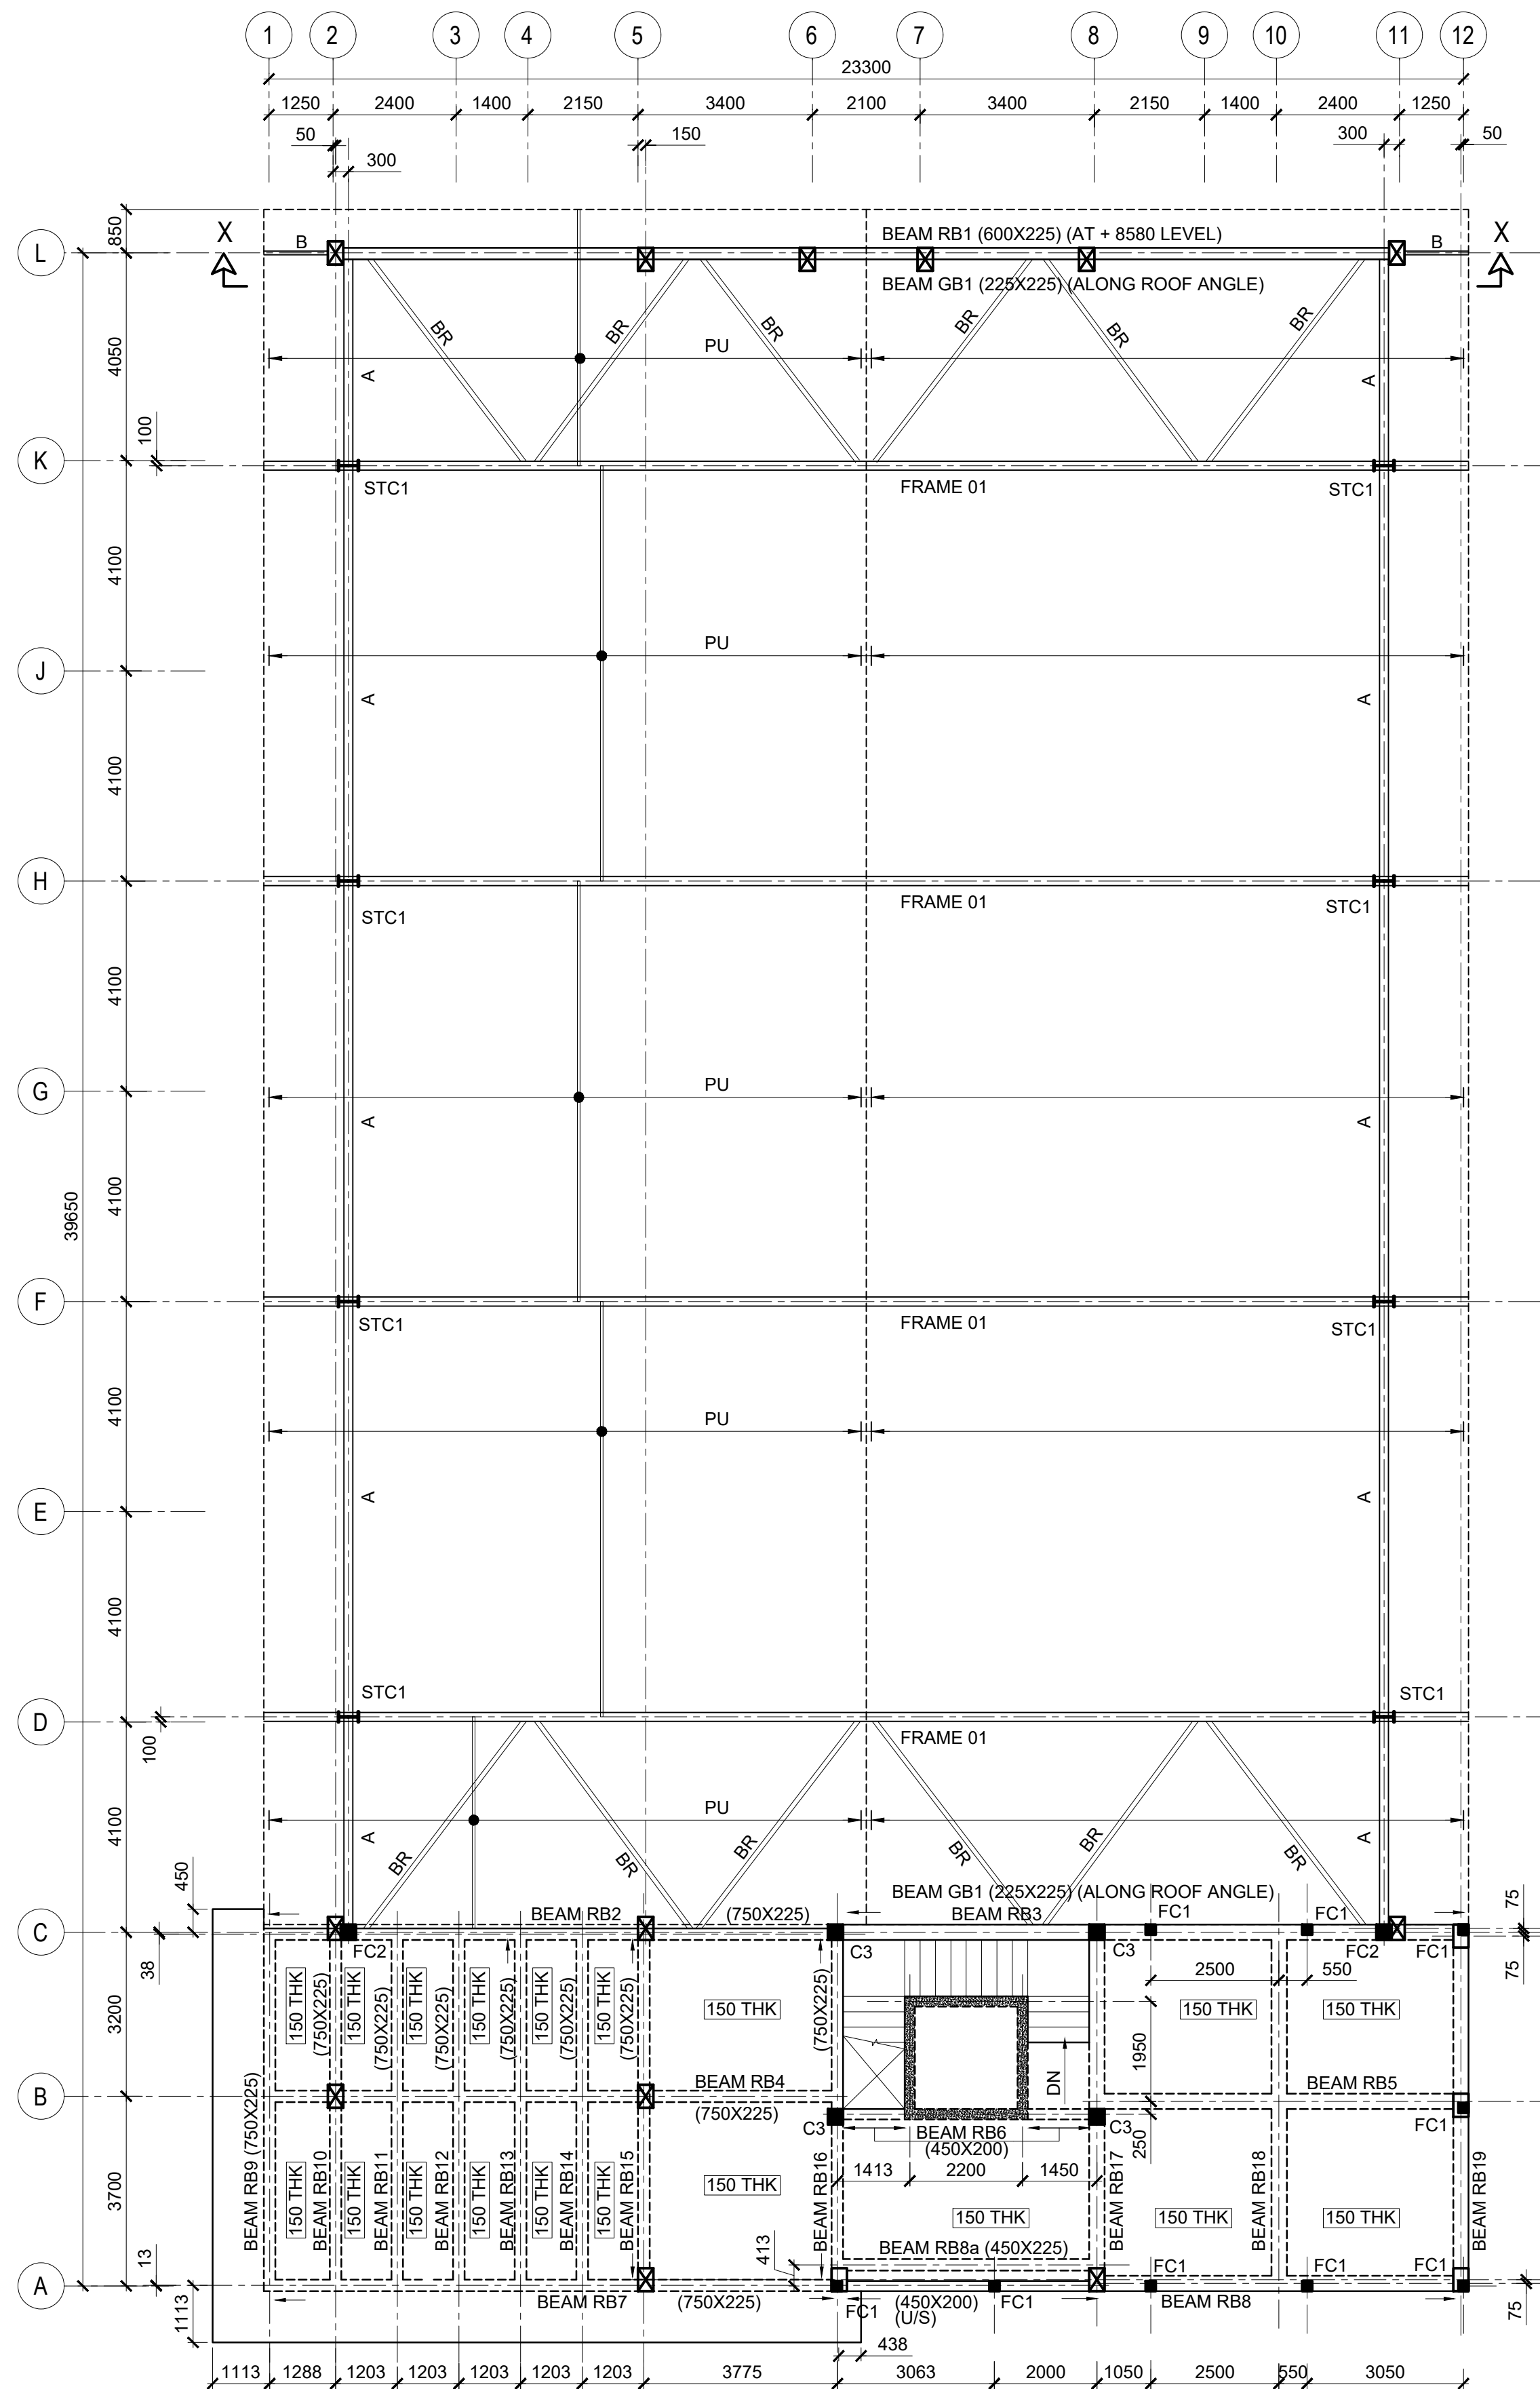 1 2 3 4 5 6 7 8 9 10 11 12
23300
1250 2400 1400 2150 3400 2100 3400 2150 1400 2400 1250
50 150 300 50
300
850
X X
L
B B
BEAM RB1 (600X225) (AT + 8580 LEVEL)
BEAM GB1 (225X225) (ALONG ROOF ANGLE)
4050
BR BR BR BR BR BR
PU
A A
100
K
STC1 FRAME 01 STC1
4100
PU
J
A A
4100
H
STC1 FRAME 01 STC1
4100
PU
G
A A
4100
39650
F
STC1 FRAME 01 STC1
4100
PU
E
A A
4100
STC1 STC1
D
FRAME 01
100
4100
PU
A A
BR BR BR BR BR BR
450
BEAM GB1 (225X225) (ALONG ROOF ANGLE)
BEAM RB2 (750X225) BEAM RB3 FC1 FC1 75
C
FC2 C3 C3 FC2 FC1
38 75
2500 550
3200
150 THK 150 THK 150 THK 150 THK 150 THK 150 THK 150 THK 150 THK 150 THK
(750X225) (750X225) (750X225) (750X225) (750X225) (750X225) (750X225)
1950
DN
BEAM RB4 BEAM RB5
B
(750X225)
C3 BEAM RB6 C3 FC1
(450X200)
250
1413 2200 1450
3700
BEAM RB9 (750X225) BEAM RB10 BEAM RB11 BEAM RB12 BEAM RB13 BEAM RB14 BEAM RB15 BEAM RB16 BEAM RB17 BEAM RB18 BEAM RB19
150 THK 150 THK 150 THK 150 THK 150 THK 150 THK 150 THK 150 THK 150 THK 150 THK
BEAM RB8a (450X225)
413
13
FC1 FC1 FC1
A
BEAM RB7 (750X225) FC1 (450X200) FC1 BEAM RB8
(U/S)
75
1113
438
1113 1288 1203 1203 1203 1203 1203 3775 3063 2000 1050 2500 550 3050